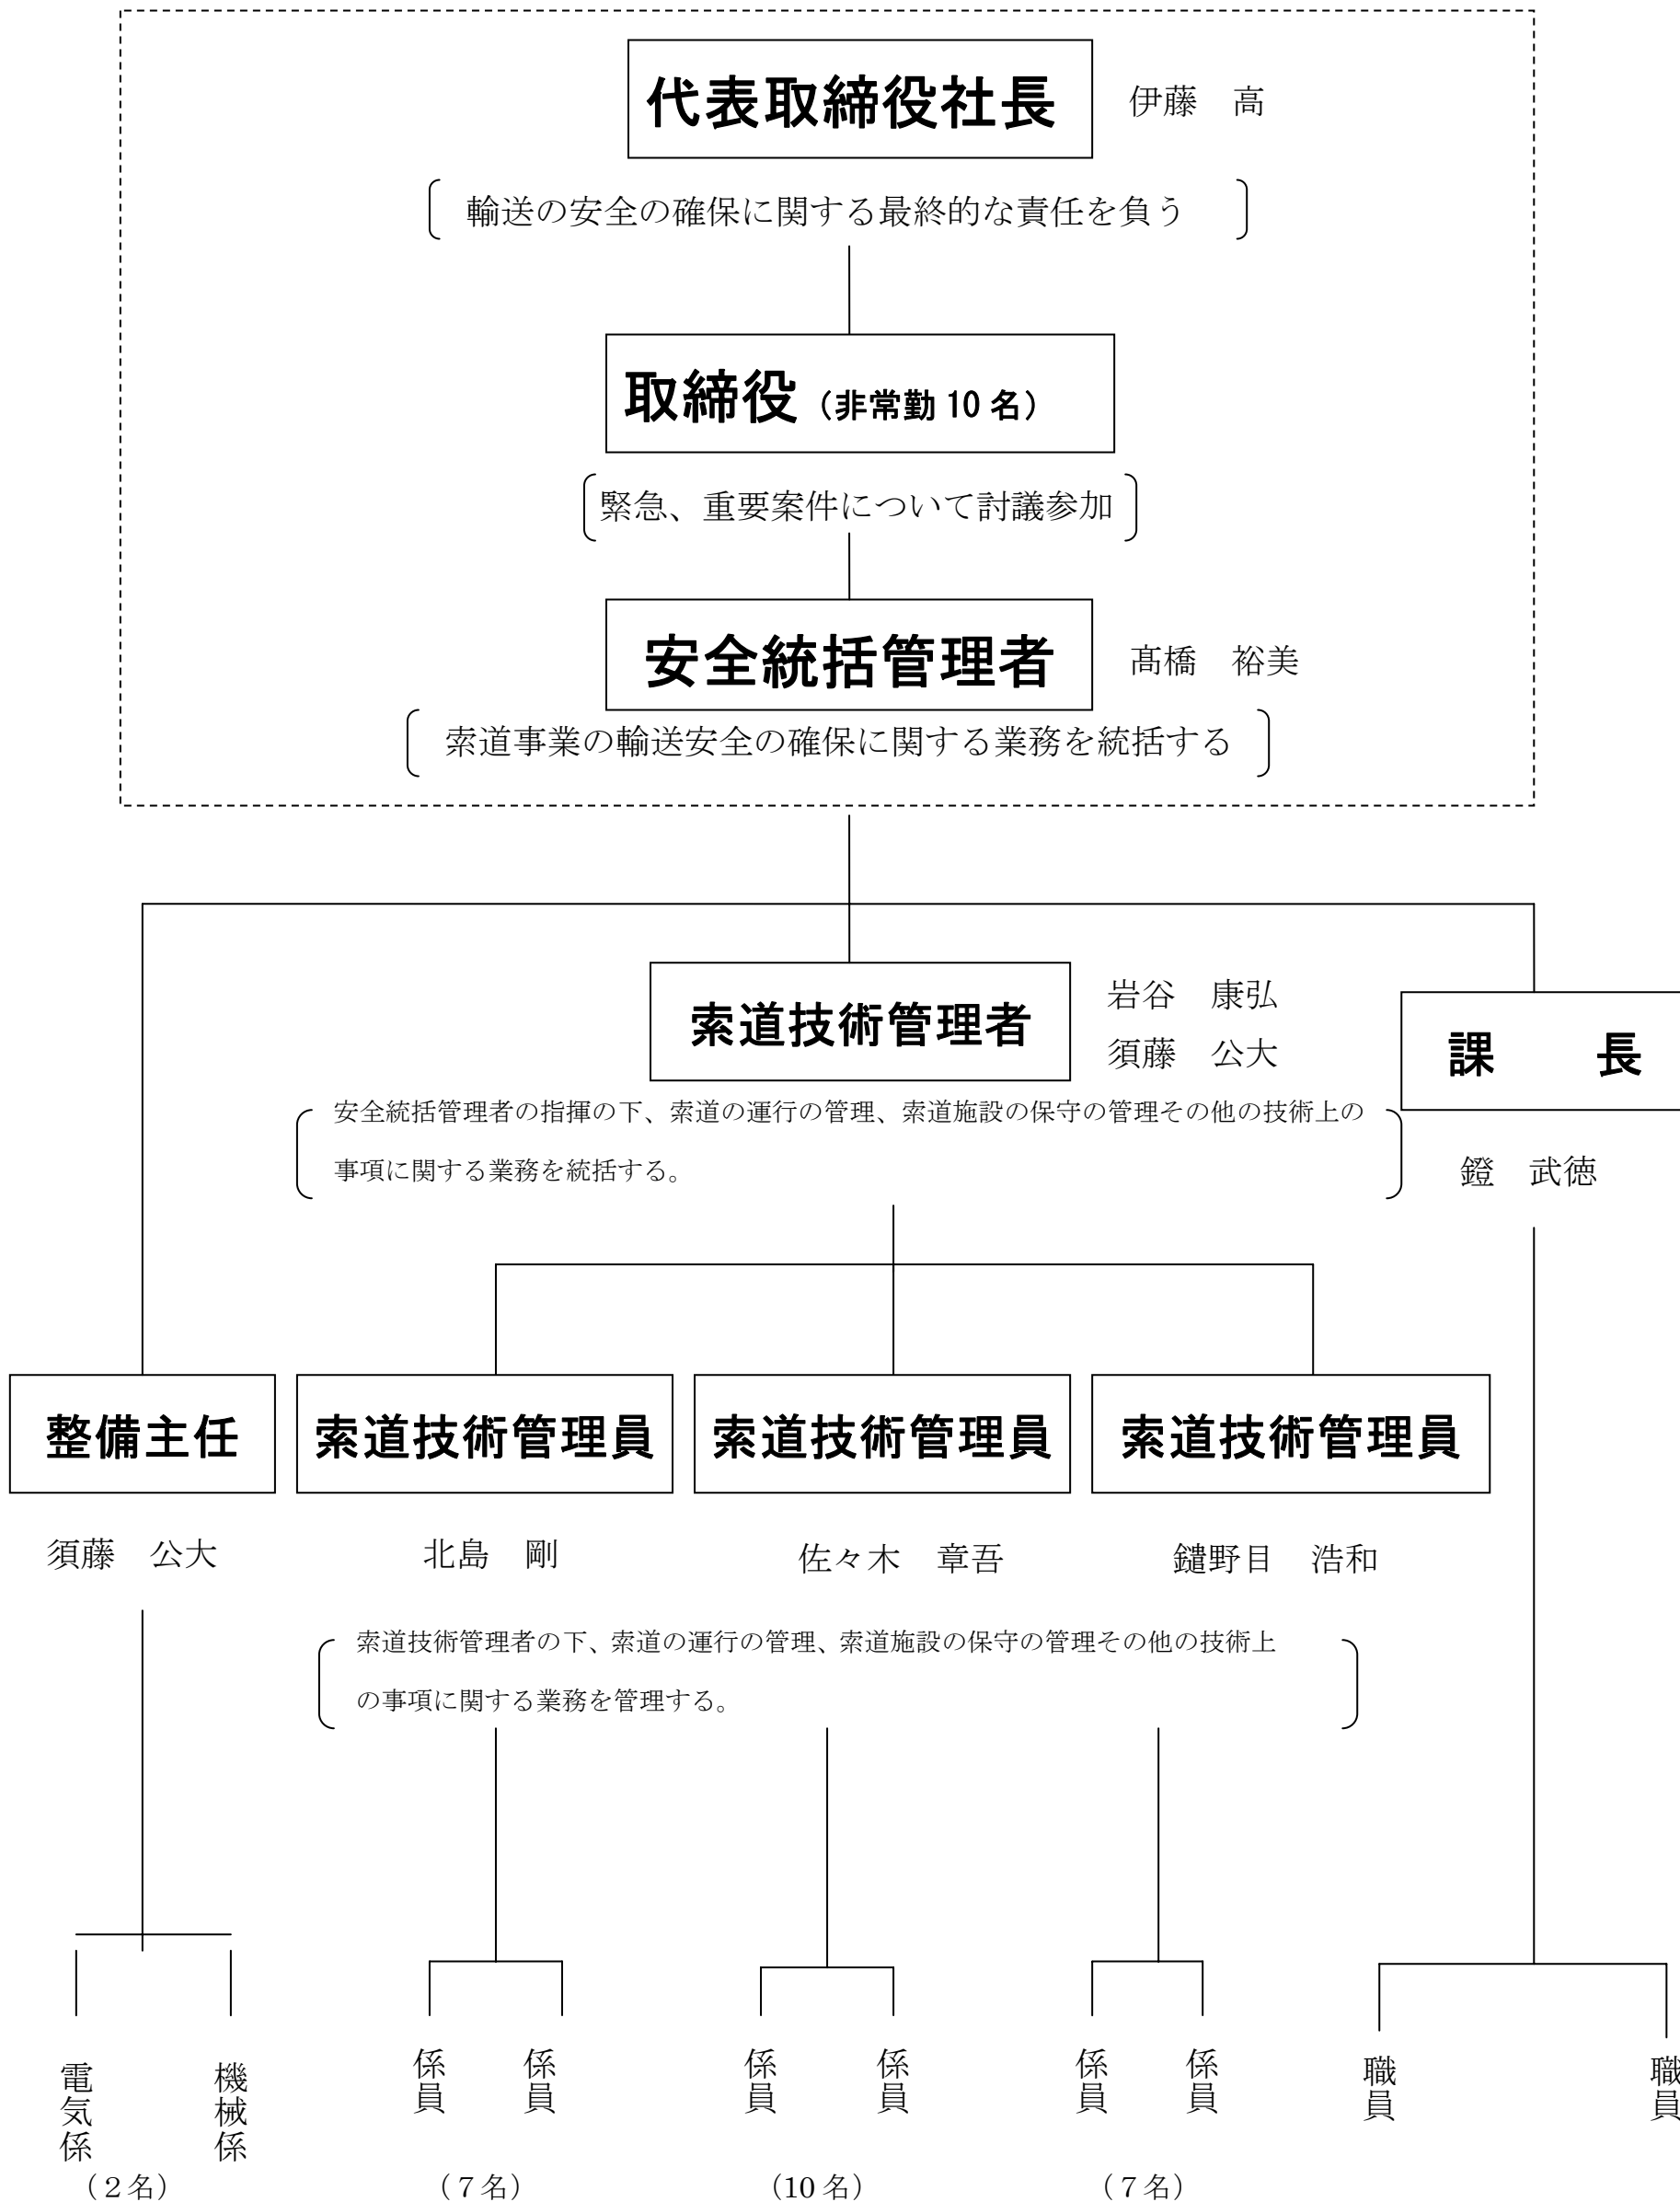 代表取締役社長 伊藤 高
輸送の安全の確保に関する最終的な責任を負う
取締役（非常勤10名）
緊急、重要案件について討議参加
安全統括管理者 髙橋 裕美
索道事業の輸送安全の確保に関する業務を統括する
索道技術管理者 岩谷 康弘
須藤 公大
課 長
安全統括管理者の指揮の下、索道の運行の管理、索道施設の保守の管理その他の技術上の
事項に関する業務を統括する。
鐙 武徳
整備主任 索道技術管理員 索道技術管理員 索道技術管理員
須藤 公大 北島 剛 佐々木 章吾 鑓野目 浩和
索道技術管理者の下、索道の運行の管理、索道施設の保守の管理その他の技術上
の事項に関する業務を管理する。
電気係 機械係 係員 係員 係員 係員 係員 係員 職員 職員
（２名） （７名） （10名） （７名）